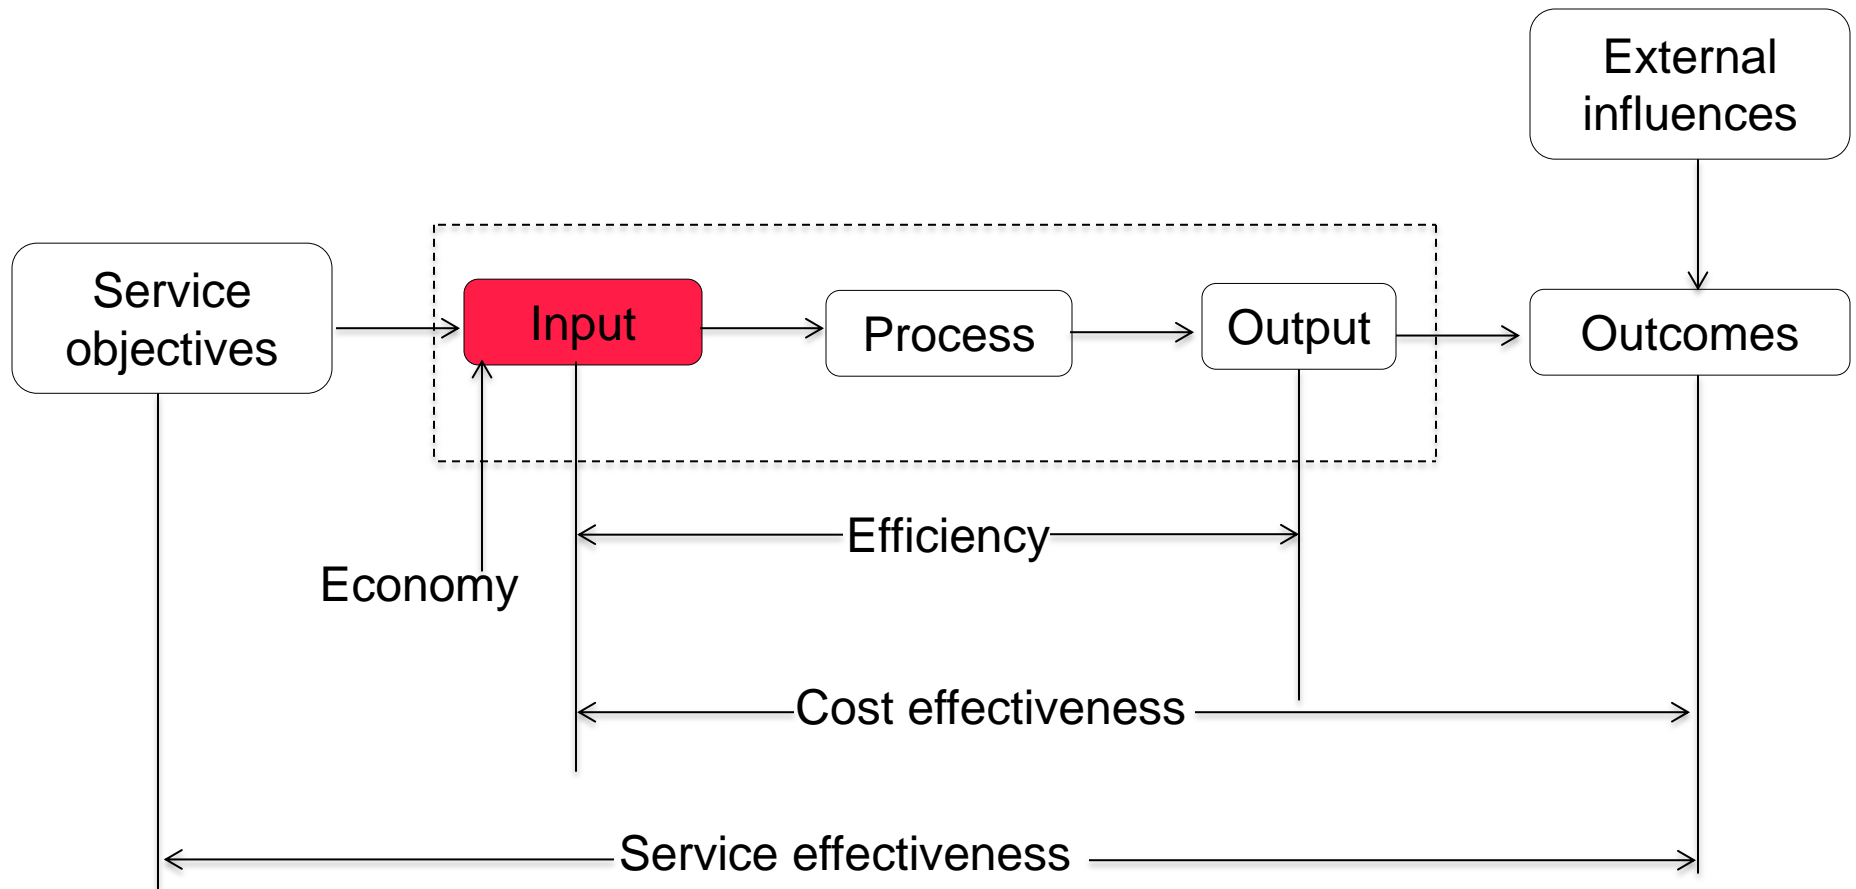 External
influences
Service
objectives
Input
Process
Output
Outcomes
Efficiency
Economy
Cost effectiveness
Service effectiveness